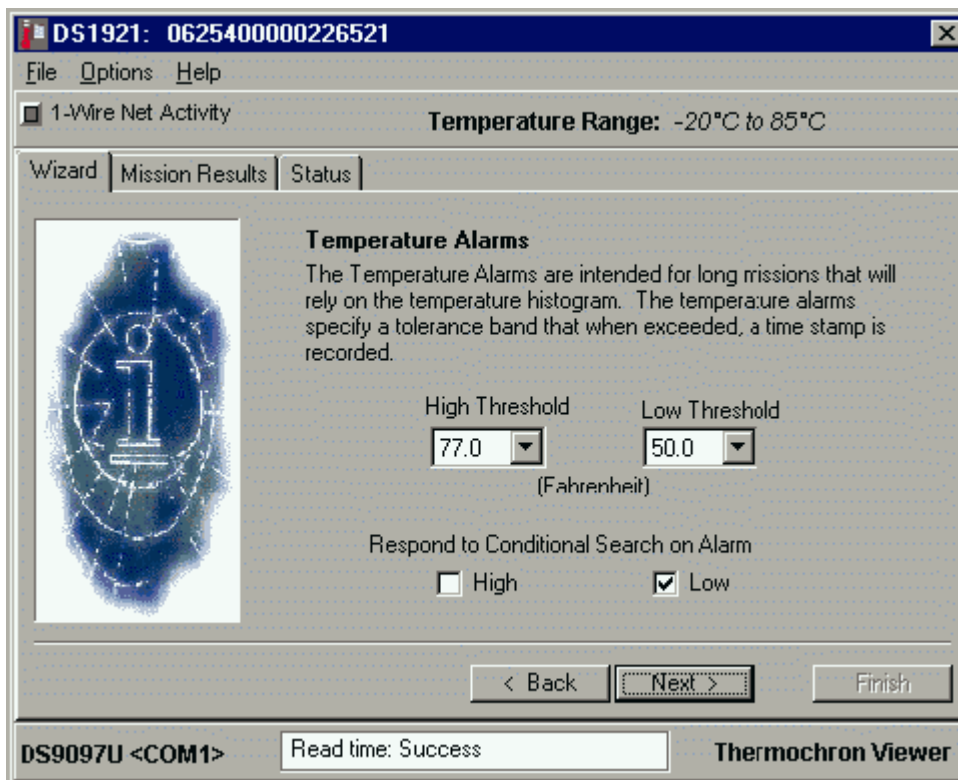 DS1921: 0625400000226521
File Options Help
1-Wire Net Activity
Temperature Range: -20°C to 85°C
Wizard Mission Results Status
Temperature Alarms
The Temperature Alarms are intended for long missions that will
rely on the temperature histogram. The temperature alarms
specify a tolerance band that when exceeded, a time stamp is
recorded.
High Threshold Low Threshold
77.0 50.0
(Fahrenheit)
Respond to Conditional Search on Alarm
High Low
< Back Next > Finish
DS9097U <COM1> Read time: Success Thermochron Viewer